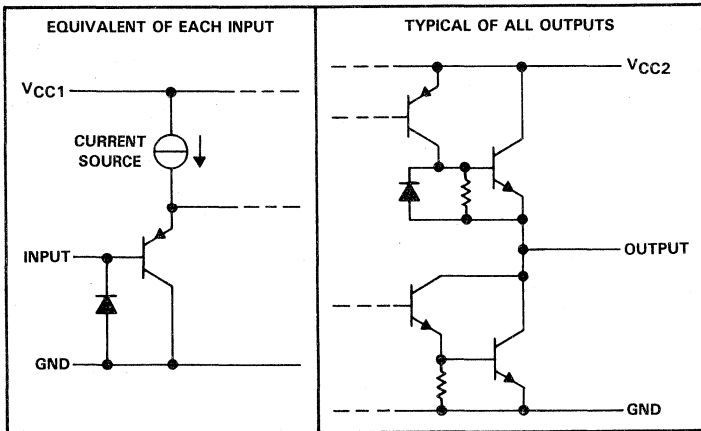 EQUIVALENT OF EACH INPUT
VCC1
CURRENT
SOURCE
INPUT
GND
TYPICAL OF ALL OUTPUTS
VCC2
OUTPUT
GND